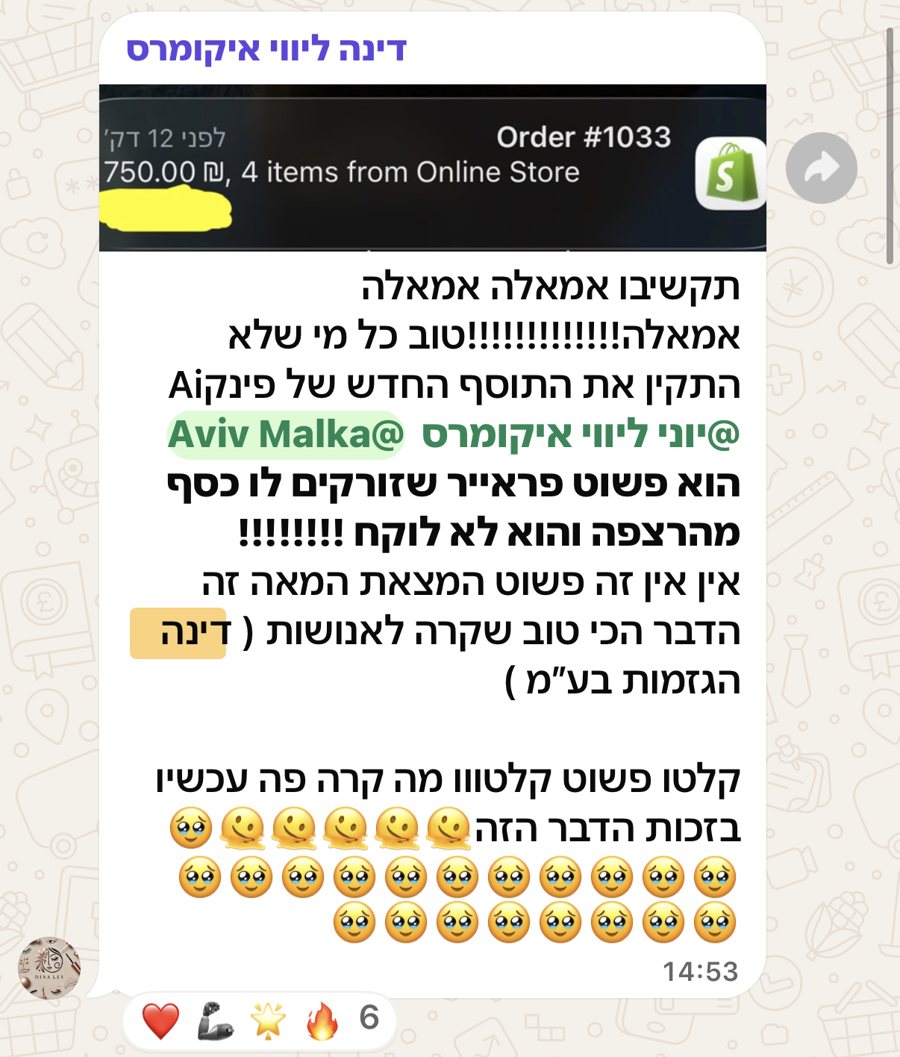 דינה ליווי איקומרס
Order #1033
לפני 12 דק׳
750.00 ₪, 4 items from Online Store
תקשיבו אמאלה אמאלה
אמאלה!!!!!!!!!!!!!טוב כל מי שלא
התקין את התוסף החדש של פינקAi
@יוני ליווי איקומרס @Aviv Malka
הוא פשוט פראייר שזורקים לו כסף
מהרצפה והוא לא לוקח !!!!!!!!
אין אין זה פשוט המצאת המאה זה
הדבר הכי טוב שקרה לאנושות ( דינה
הגזמות בע״מ )
קלטו פשוט קלטווו מה קרה פה עכשיו
בזכות הדבר הזה🫠🫠🫠🫠🫠🥹
🥹🥹🥹🥹🥹🥹🥹🥹🥹🥹🥹
🥹🥹🥹🥹🥹🥹🥹🥹
14:53
DINA LEV
❤️ 🦾 🌟 🔥 6